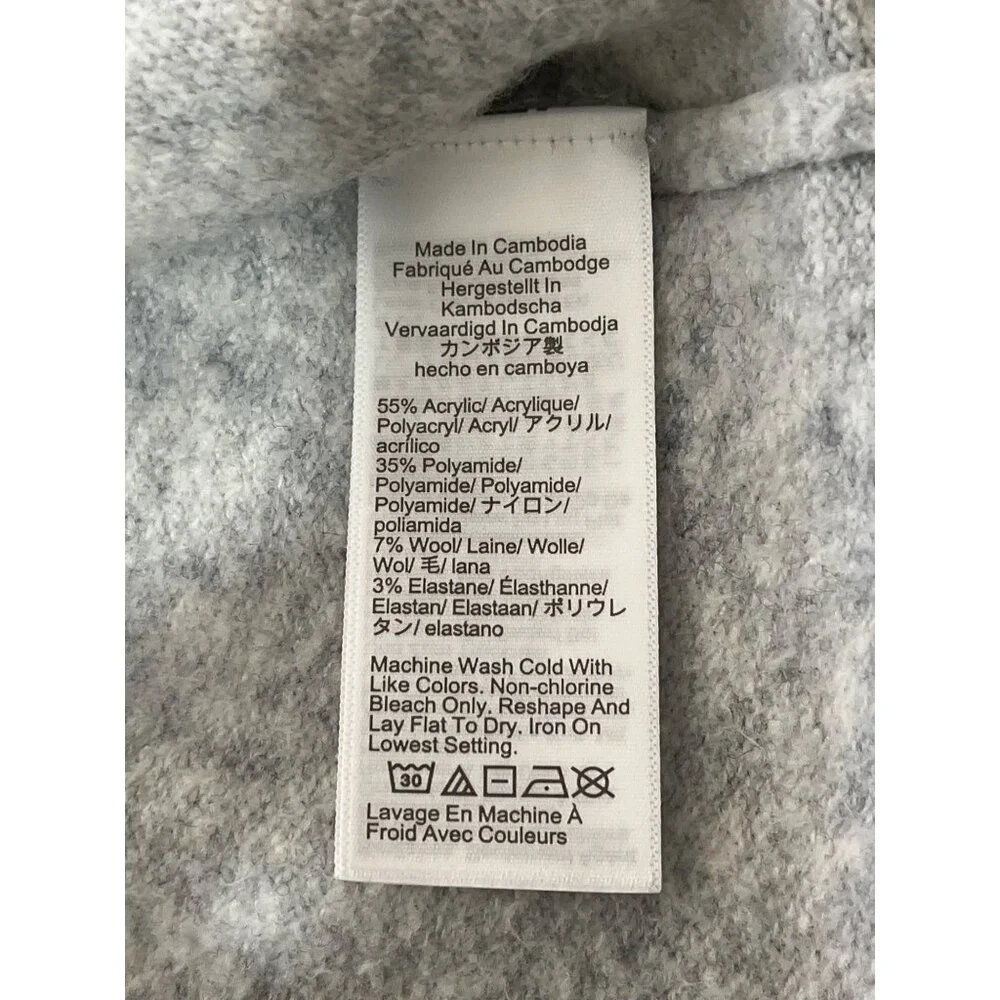 Made In Cambodia
Fabriqué Au Cambodge
Hergestellt In
Kambodscha
Vervaardigd In Cambodja
カンボジア製
hecho en camboya
55% Acrylic/ Acrylique/
Polyacryl/ Acryl/ アクリル/
acrílico
35% Polyamide/
Polyamide/ Polyamide/
Polyamide/ ナイロン/
poliamida
7% Wool/ Laine/ Wolle/
Wol/ 毛/ lana
3% Elastane/ Élasthanne/
Elastan/ Elastaan/ ポリウレ
タン/ elastano
Machine Wash Cold With
Like Colors. Non-chlorine
Bleach Only. Reshape And
Lay Flat To Dry. Iron On
Lowest Setting.
30
Lavage En Machine À
Froid Avec Couleurs